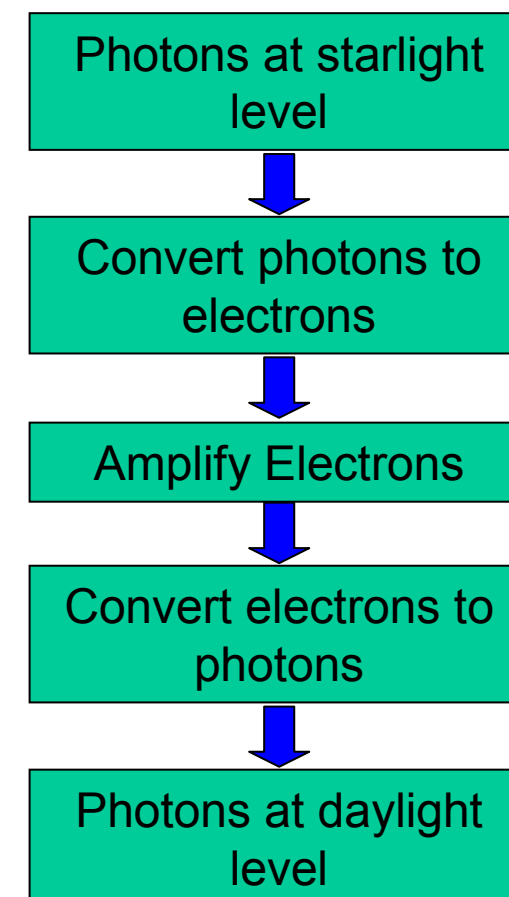 Photons at starlight
level
Convert photons to
electrons
Amplify Electrons
Convert electrons to
photons
Photons at daylight
level